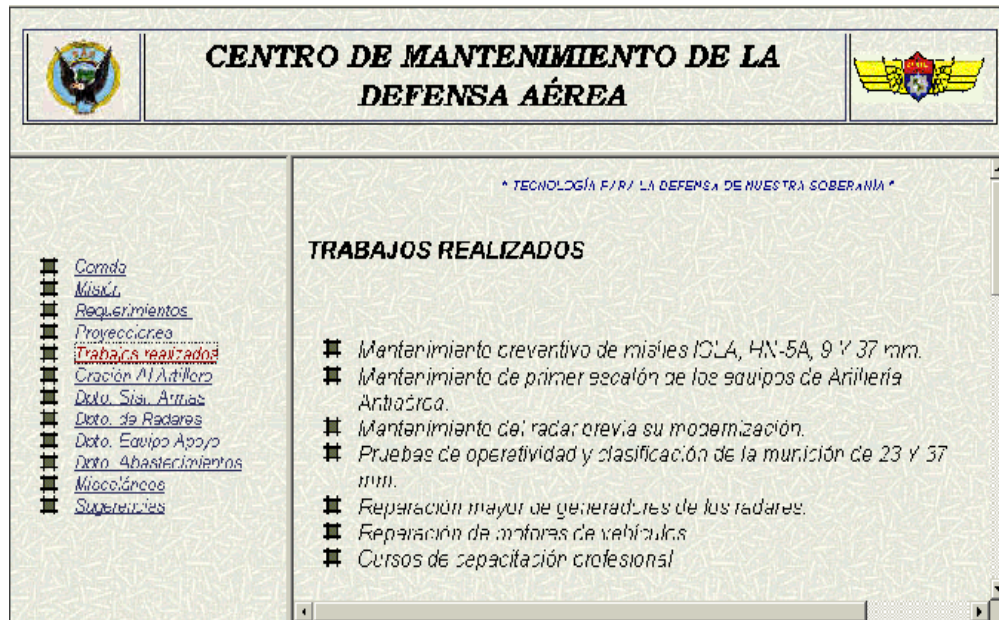 CENTRO DE MANTENIMIENTO DE LA
DEFENSA AÉREA
* TECNOLOGÍA PARA LA DEFENSA DE NUESTRA SOBERANÍA *
TRABAJOS REALIZADOS
Comida
Misión
Requerimientos
Proyecciones
Trabajos realizados
Oración Al Artillero
Dpto. Sist. Armas
Dpto. de Radares
Dpto. Equipo Apoyo
Dpto. Abastecimientos
Misceláneos
Sugerencias
Mantenimiento preventivo de misiles IGLA, HN-5A, 9 Y 37 mm.
Mantenimiento de primer escalón de los equipos de Artillería
Antiaérea.
Mantenimiento del radar previa su modernización.
Pruebas de operatividad y clasificación de la munición de 23 Y 37
mm.
Reparación mayor de generadores de los radares.
Reparación de motores de vehículos
Cursos de capacitación profesional